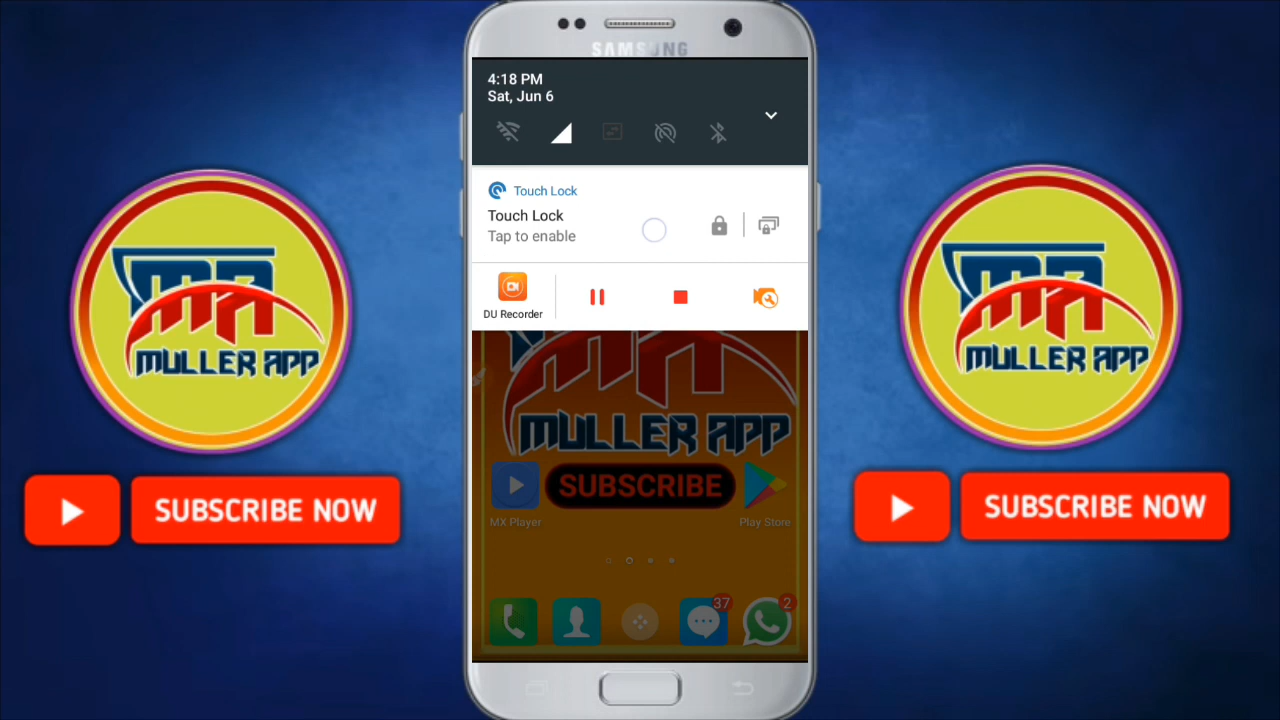 SAMSUNG
4:18 PM
Sat, Jun 6
Touch Lock
Touch Lock
Tap to enable
DU Recorder
MULLER APP
SUBSCRIBE NOW
MULLER APP
SUBSCRIBE
MX Player
Play Store
37
2
MULLER APP
SUBSCRIBE NOW